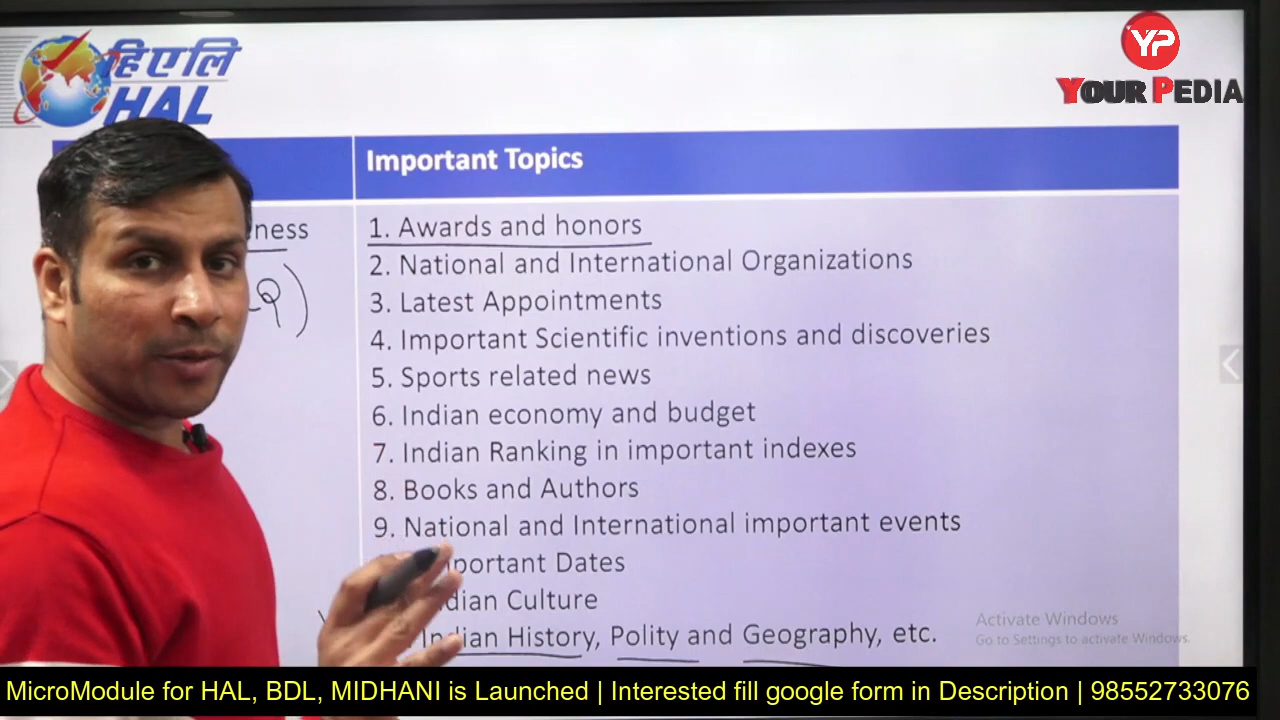 हिएलि
HAL
YP
YOUR PEDIA
Important Topics
ness
1. Awards and honors
2. National and International Organizations
3. Latest Appointments
4. Important Scientific inventions and discoveries
5. Sports related news
6. Indian economy and budget
7. Indian Ranking in important indexes
8. Books and Authors
9. National and International important events
portant Dates
dian Culture
Indian History, Polity and Geography, etc.
Activate Windows
Go to Settings to activate Windows.
MicroModule for HAL, BDL, MIDHANI is Launched | Interested fill google form in Description | 98552733076